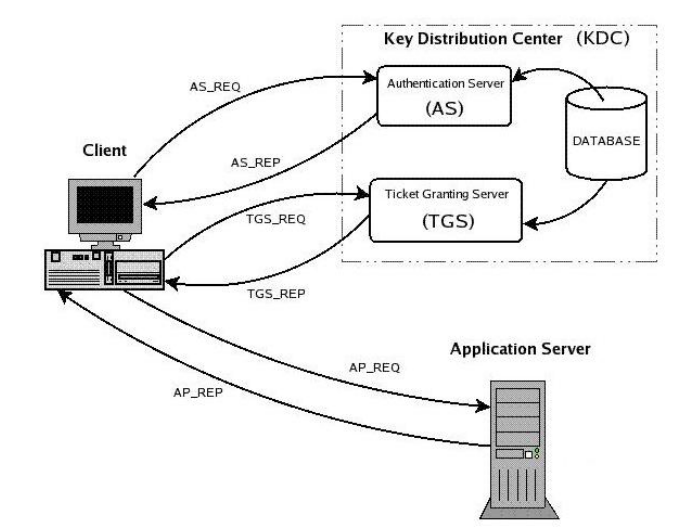 Key Distribution Center (KDC)
Authentication Server
(AS)
AS_REQ
DATABASE
Client
AS_REP
Ticket Granting Server
(TGS)
TGS_REQ
TGS_REP
Application Server
AP_REQ
AP_REP